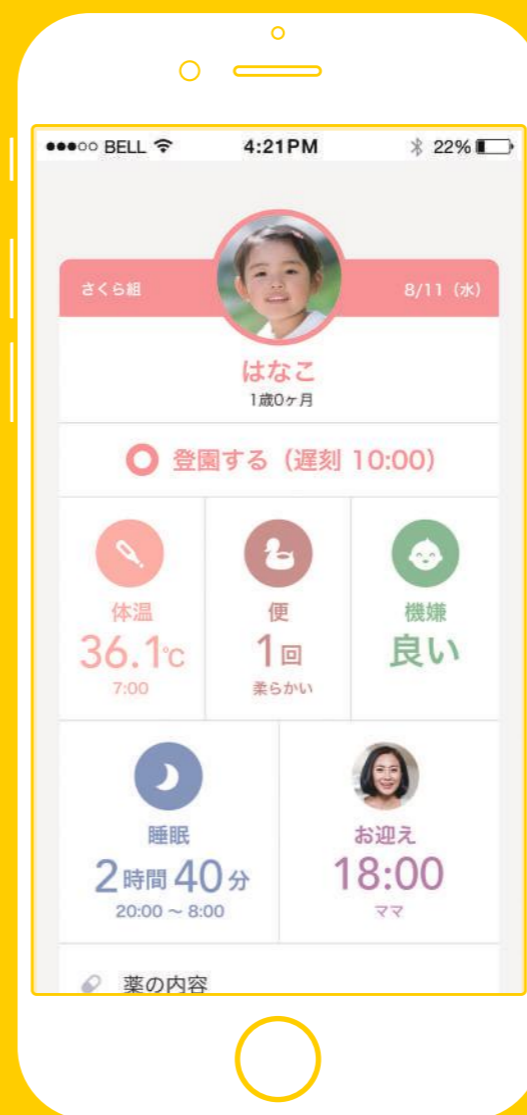 ●●●○○ BELL 4:21PM 22%
さくら組 8/11（水）
はなこ
1歳0ヶ月
登園する（遅刻 10:00）
体温 便 機嫌
36.1℃ 1回 良い
7:00 柔らかい
睡眠 お迎え
2時間40分 18:00
20:00 ~ 8:00 ママ
薬の内容